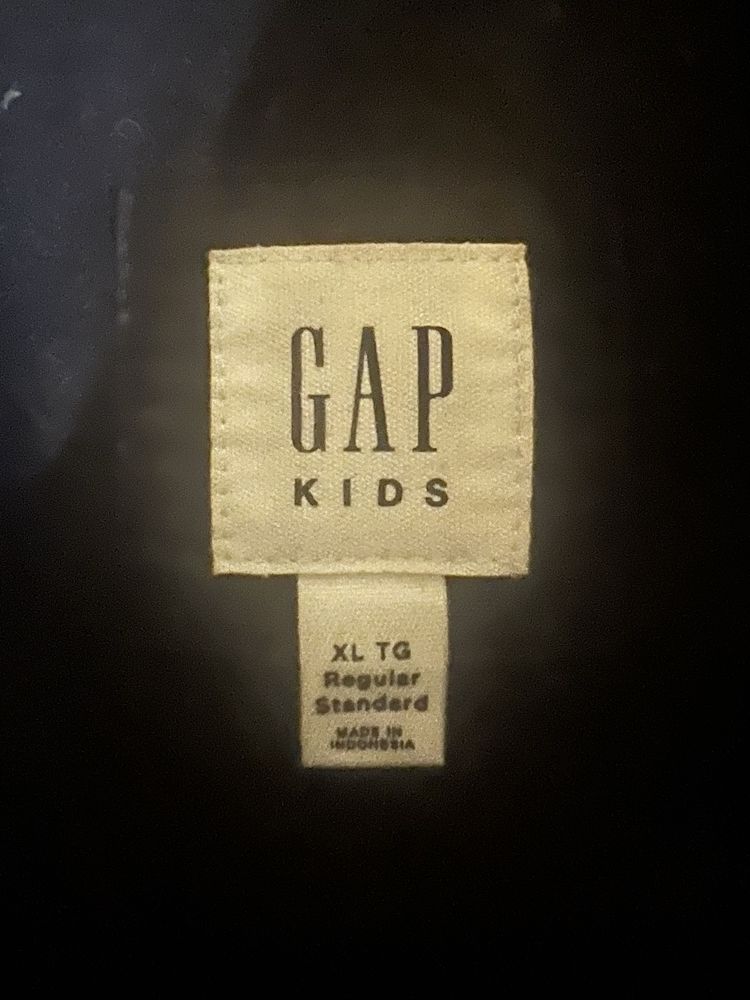 GAP
KIDS
XL TG
Regular
Standard
MADE IN
INDONESIA